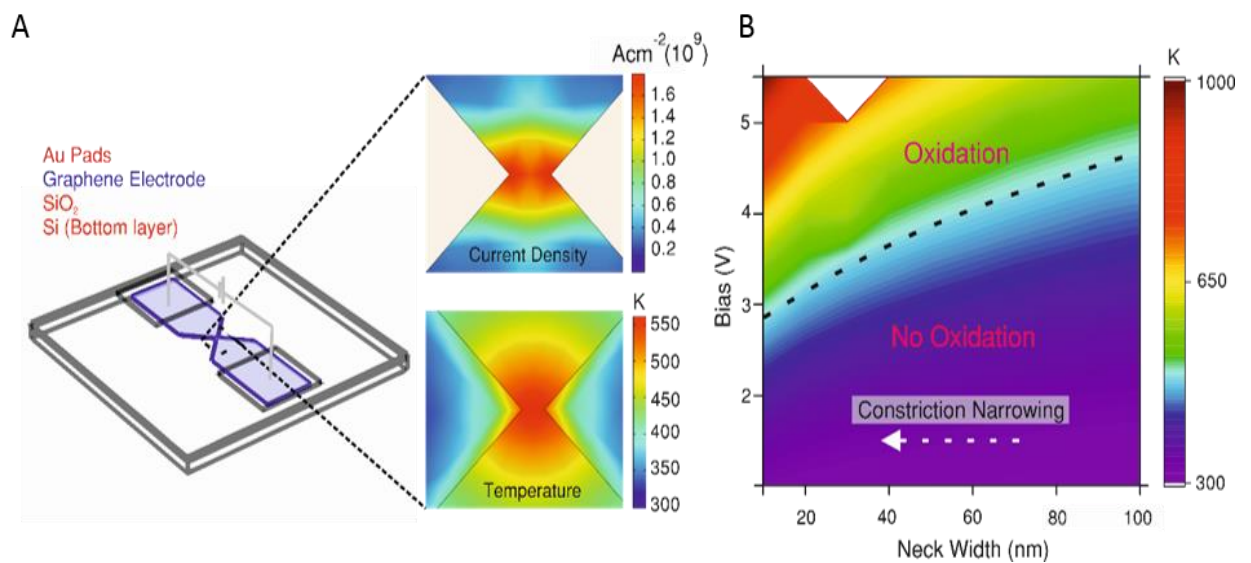 A
Au Pads
Graphene Electrode
SiO₂
Si (Bottom layer)
Acm⁻²(10⁹)
1.6
1.4
1.2
1.0
0.8
0.6
0.4
0.2
Current Density
K
550
500
450
400
350
300
Temperature
B
K
1000
650
300
5
4
3
2
Bias (V)
Oxidation
No Oxidation
Constriction Narrowing
20 40 60 80 100
Neck Width (nm)